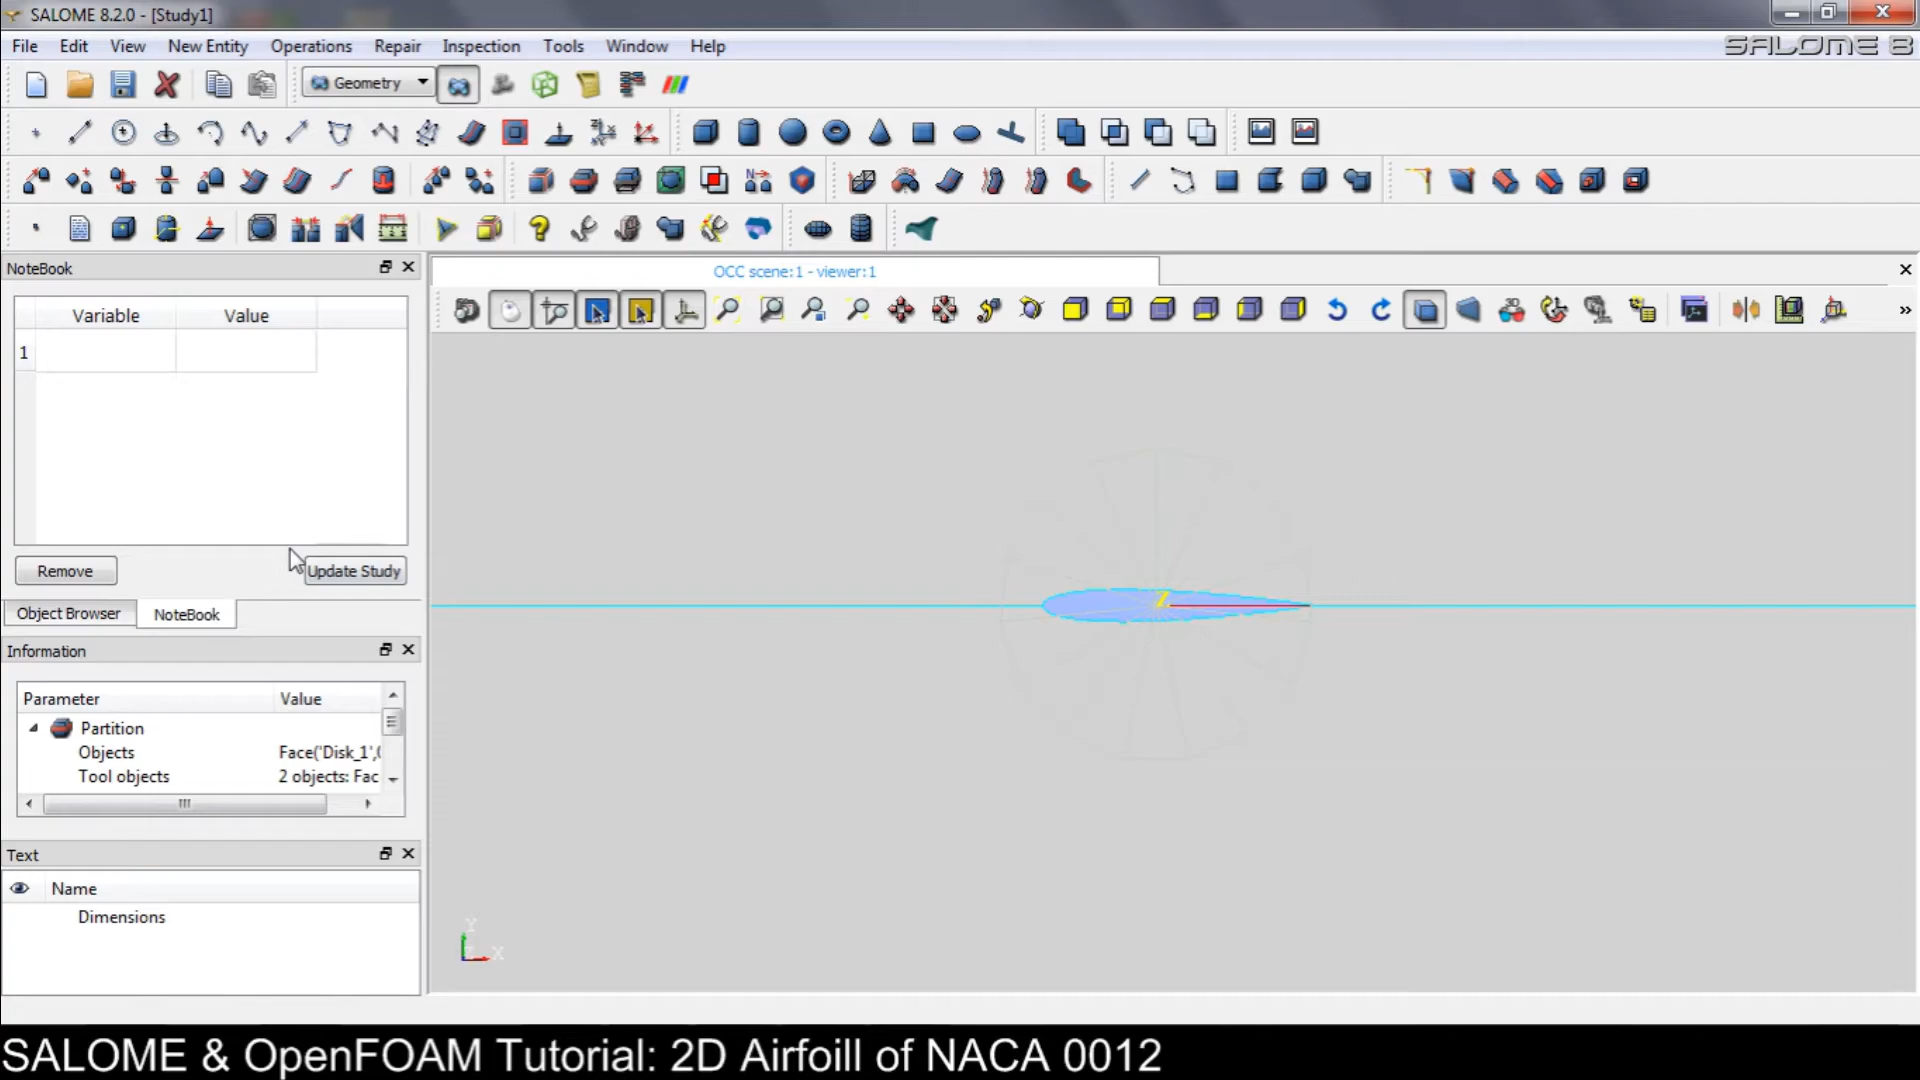 SALOME 8.2.0 - [Study1]
File Edit View New Entity Operations Repair Inspection Tools Window Help
SALOME 8
Geometry
NoteBook
OCC scene:1 - viewer:1
Variable Value
1
Remove Update Study
Object Browser NoteBook
Information
Parameter Value
Partition
Objects Face('Disk_1',(
Tool objects 2 objects: Fac
Text
Name
Dimensions
Z
Y
X
SALOME & OpenFOAM Tutorial: 2D Airfoill of NACA 0012